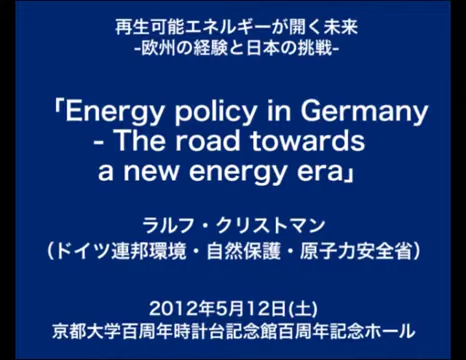 再生可能エネルギーが開く未来
-欧州の経験と日本の挑戦-
「Energy policy in Germany
- The road towards
a new energy era」
ラルフ・クリストマン
（ドイツ連邦環境・自然保護・原子力安全省）
2012年5月12日(土)
京都大学百周年時計台記念館百周年記念ホール